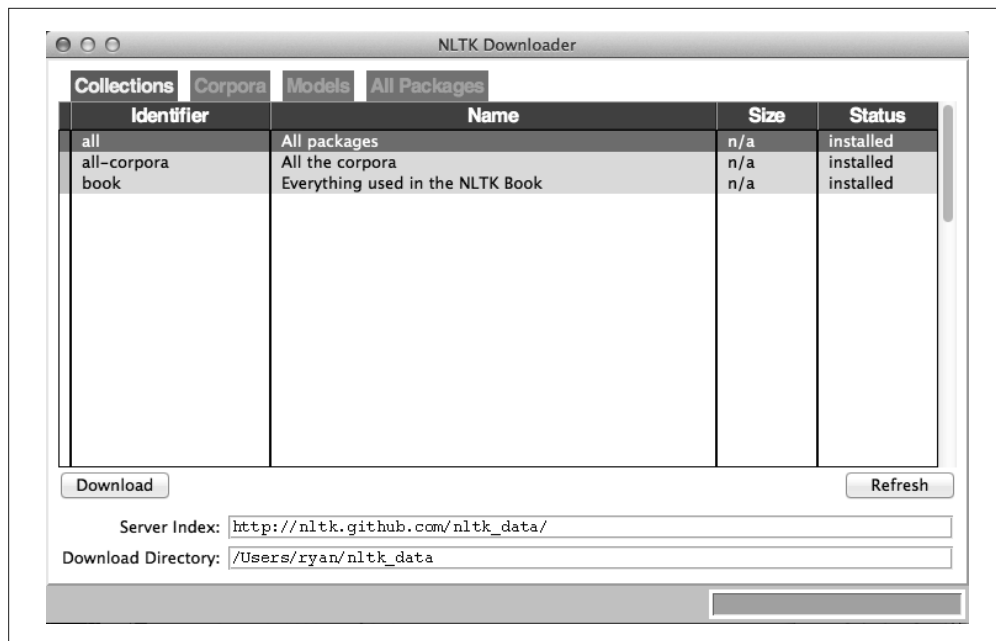 NLTK Downloader
Collections Corpora Models All Packages
Identifier Name Size Status
all All packages n/a installed
all-corpora All the corpora n/a installed
book Everything used in the NLTK Book n/a installed
Download Refresh
Server Index: http://nltk.github.com/nltk_data/
Download Directory: /Users/ryan/nltk_data